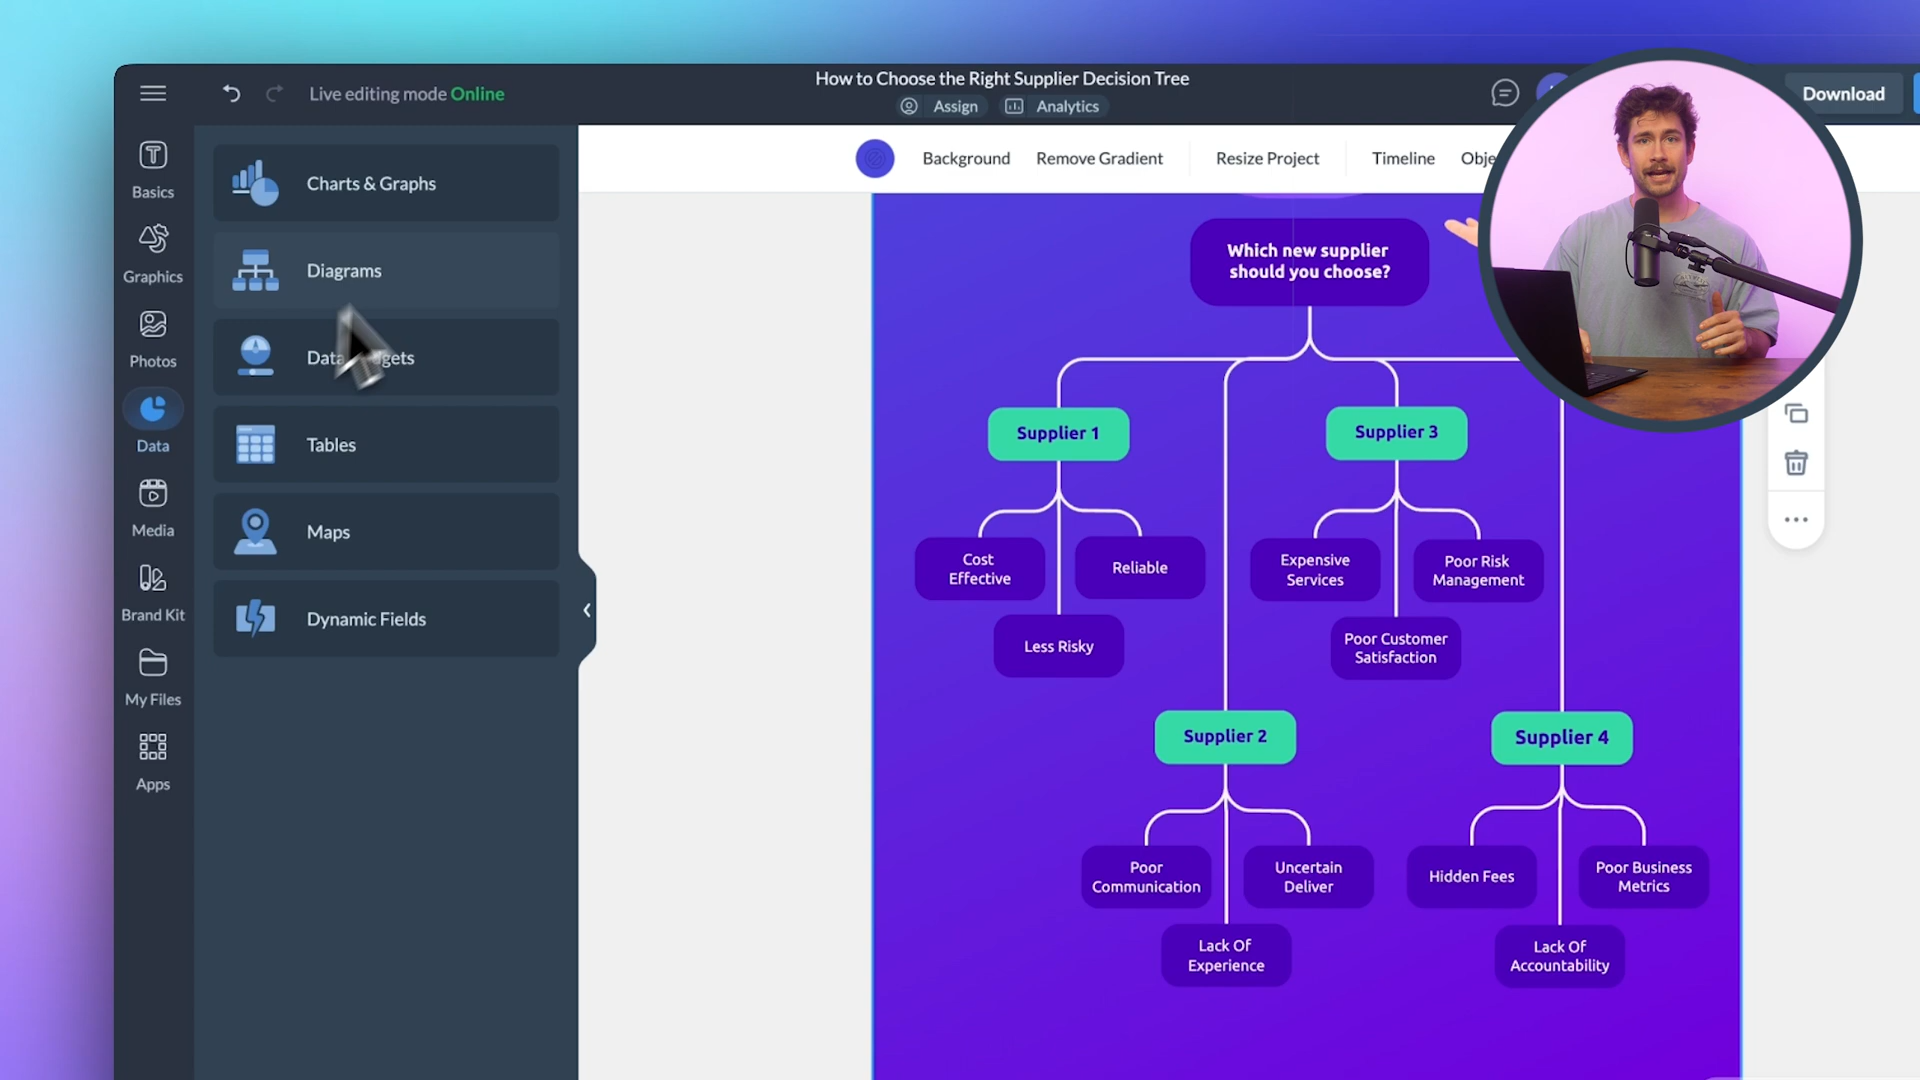 Live editing mode Online
How to Choose the Right Supplier Decision Tree
Assign
Analytics
Download
Basics
Graphics
Photos
Data
Media
Brand Kit
My Files
Apps
Charts & Graphs
Diagrams
Tables
Maps
Dynamic Fields
Background
Remove Gradient
Resize Project
Timeline
Which new supplier
should you choose?
Supplier 1
Supplier 3
Cost
Effective
Reliable
Less Risky
Expensive
Services
Poor Risk
Management
Poor Customer
Satisfaction
Supplier 2
Supplier 4
Poor
Communication
Uncertain
Deliver
Lack Of
Experience
Hidden Fees
Poor Business
Metrics
Lack Of
Accountability